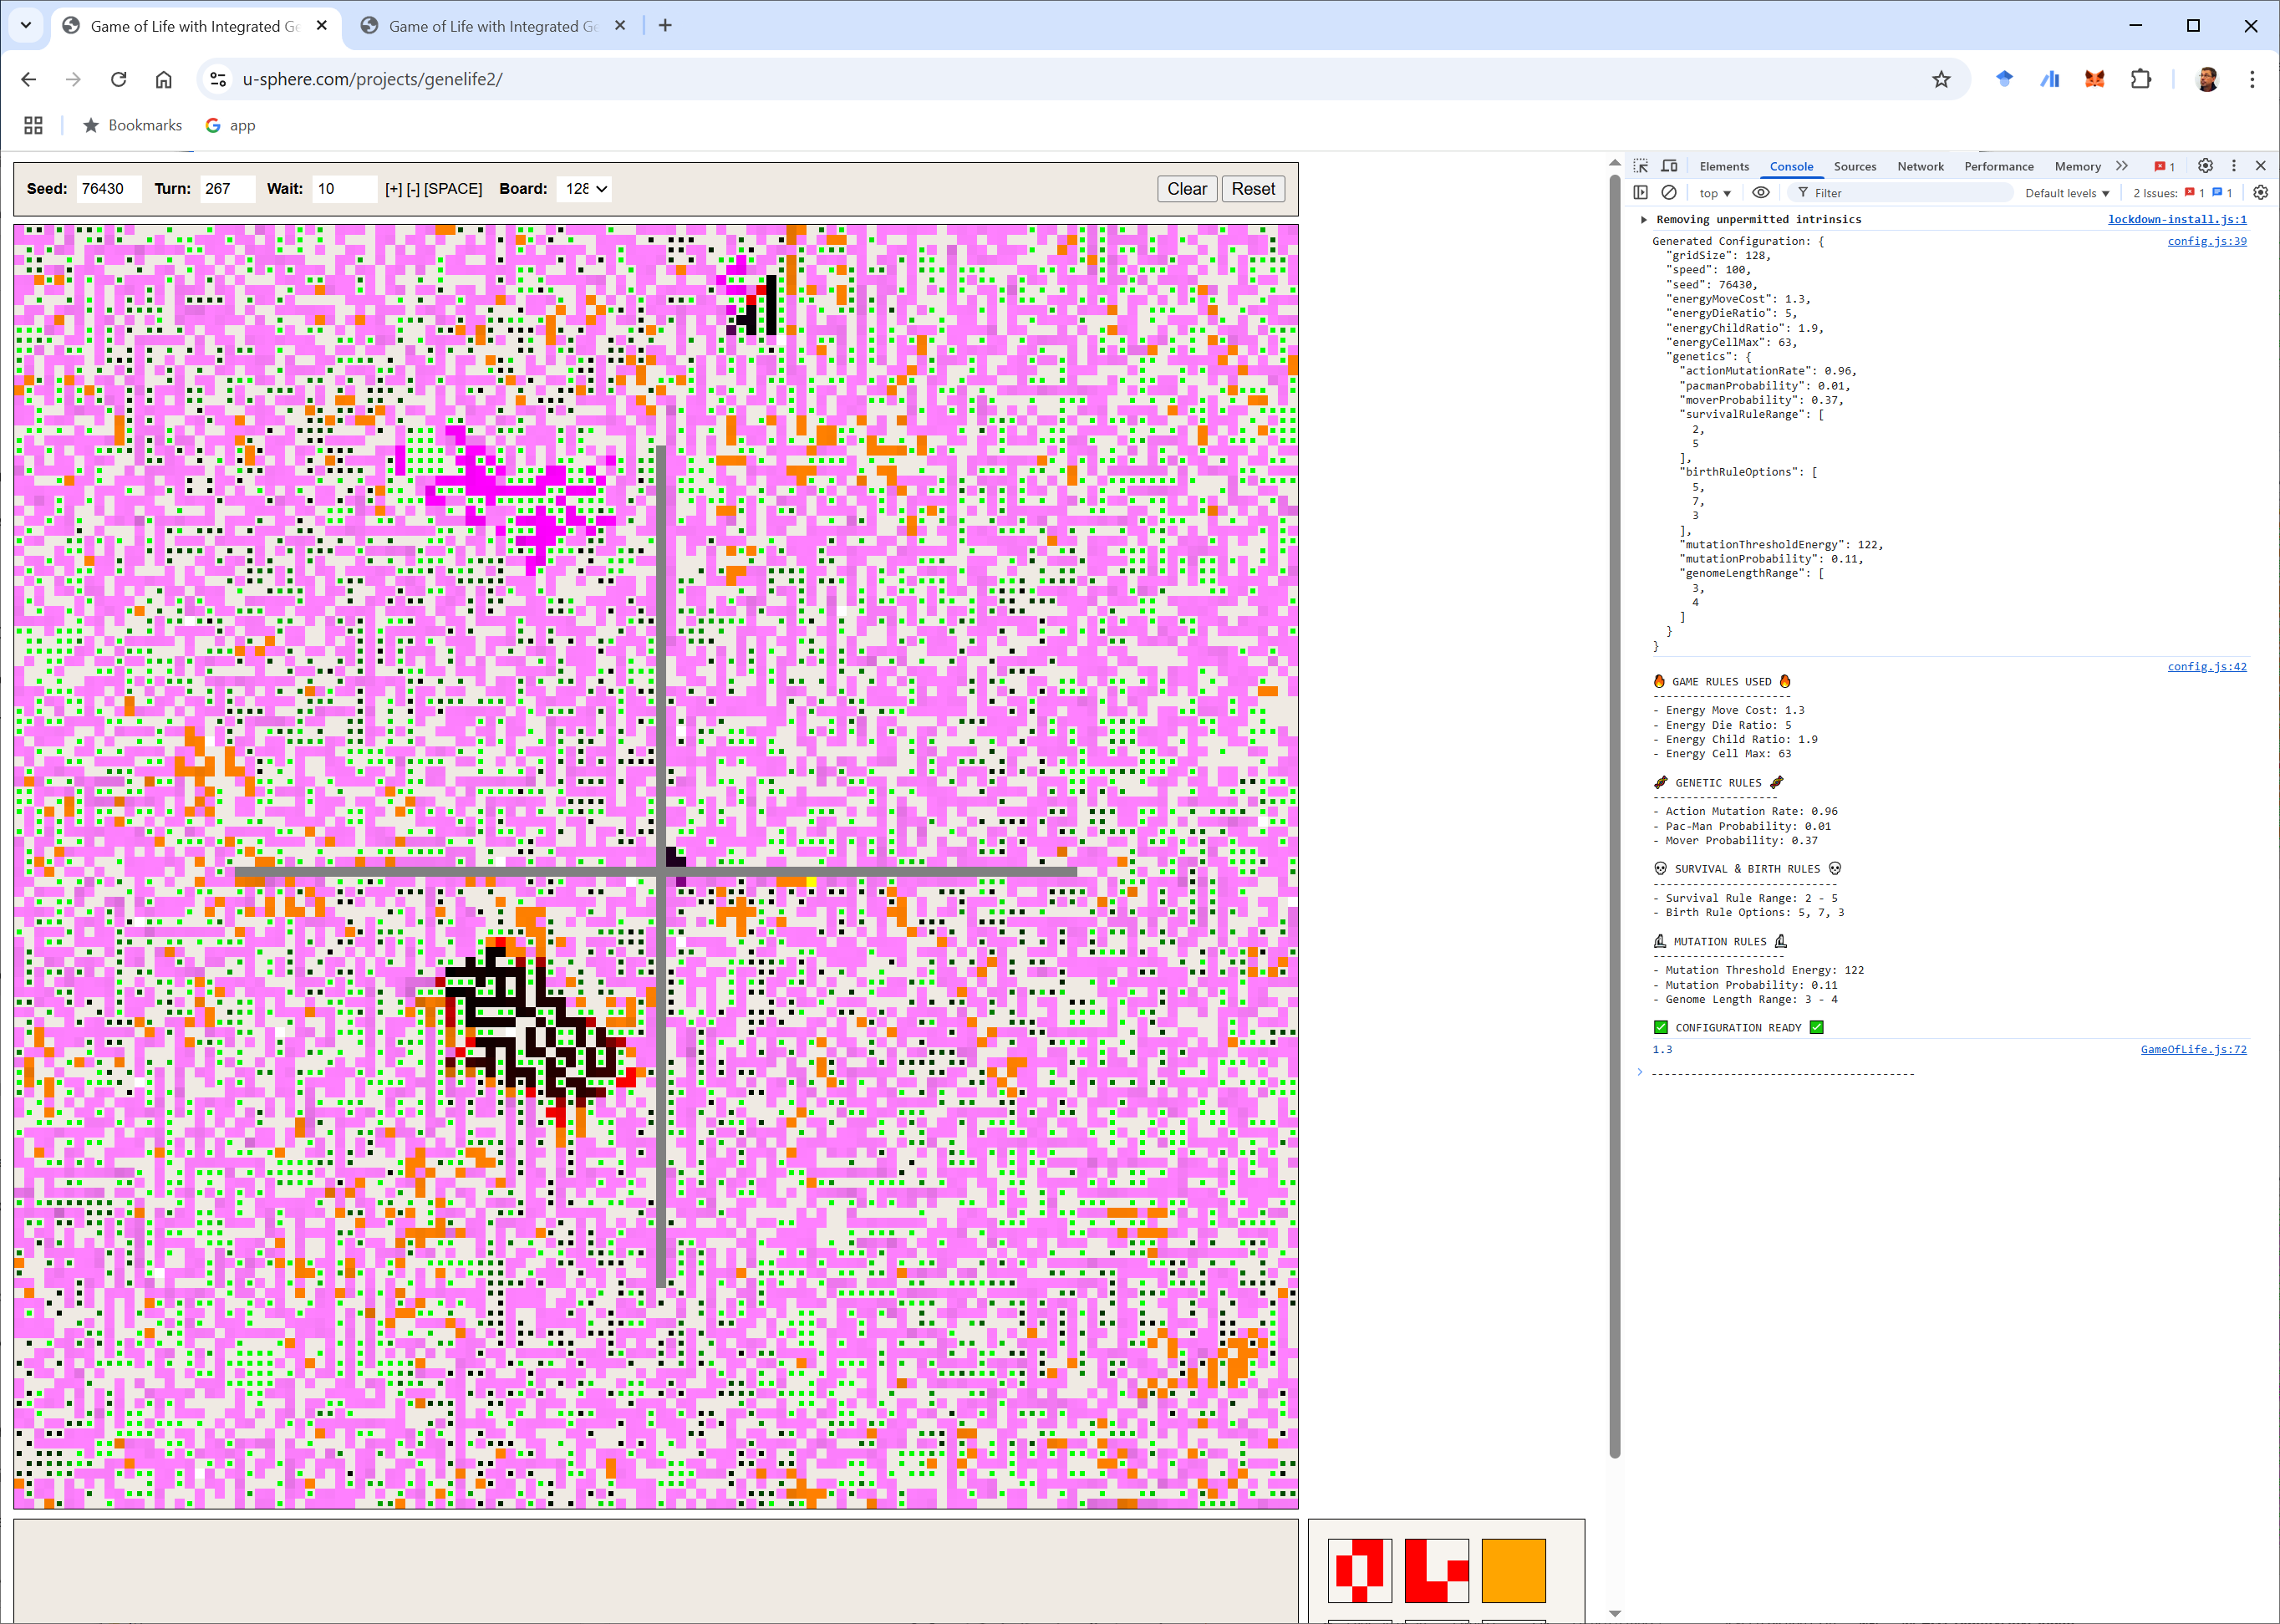 Game of Life with Integrated Ge
Game of Life with Integrated Ge
u-sphere.com/projects/genelife2/
Bookmarks
app
Seed: 76430 Turn: 267 Wait: 10 [+] [-] [SPACE] Board: 128 Clear Reset
Elements Console Sources Network Performance Memory 1
top Filter Default levels 2 Issues: 1 1
Removing unpermitted intrinsics lockdown-install.js:1
Generated Configuration: { config.js:39
"gridSize": 128,
"speed": 100,
"seed": 76430,
"energyMoveCost": 1.3,
"energyDieRatio": 5,
"energyChildRatio": 1.9,
"energyCellMax": 63,
"genetics": {
"actionMutationRate": 0.96,
"pacmanProbability": 0.01,
"moverProbability": 0.37,
"survivalRuleRange": [
2,
5
],
"birthRuleOptions": [
5,
7,
3
],
"mutationThresholdEnergy": 122,
"mutationProbability": 0.11,
"genomeLengthRange": [
3,
4
]
}
}
config.js:42
🔥 GAME RULES USED 🔥
---------------------
- Energy Move Cost: 1.3
- Energy Die Ratio: 5
- Energy Child Ratio: 1.9
- Energy Cell Max: 63
GENETIC RULES
-------------------
- Action Mutation Rate: 0.96
- Pac-Man Probability: 0.01
- Mover Probability: 0.37
SURVIVAL & BIRTH RULES
----------------------------
- Survival Rule Range: 2 - 5
- Birth Rule Options: 5, 7, 3
MUTATION RULES
--------------------
- Mutation Threshold Energy: 122
- Mutation Probability: 0.11
- Genome Length Range: 3 - 4
✅ CONFIGURATION READY ✅
1.3 GameOfLife.js:72
----------------------------------------